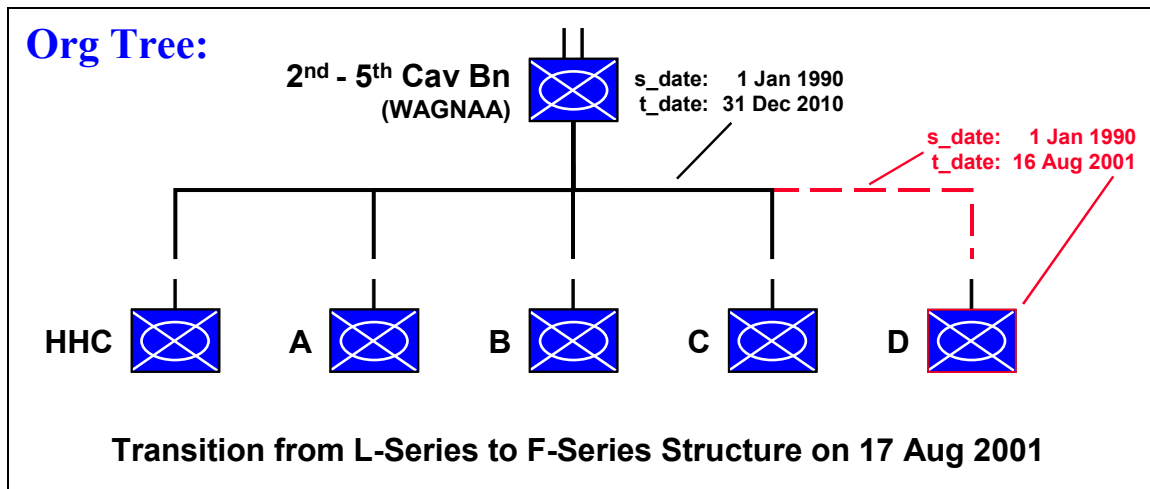 Org Tree:
2nd - 5th Cav Bn
(WAGNAA)
s_date: 1 Jan 1990
t_date: 31 Dec 2010
s_date: 1 Jan 1990
t_date: 16 Aug 2001
HHC
A
B
C
D
Transition from L-Series to F-Series Structure on 17 Aug 2001